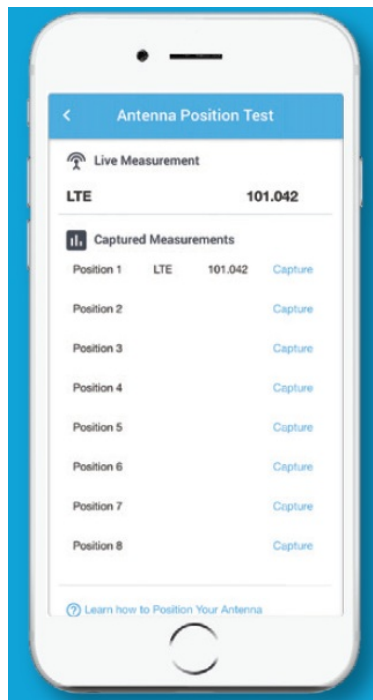 Antenna Position Test
Live Measurement
LTE 101.042
Captured Measurements
Position 1 LTE 101.042 Capture
Position 2 Capture
Position 3 Capture
Position 4 Capture
Position 5 Capture
Position 6 Capture
Position 7 Capture
Position 8 Capture
Learn how to Position Your Antenna